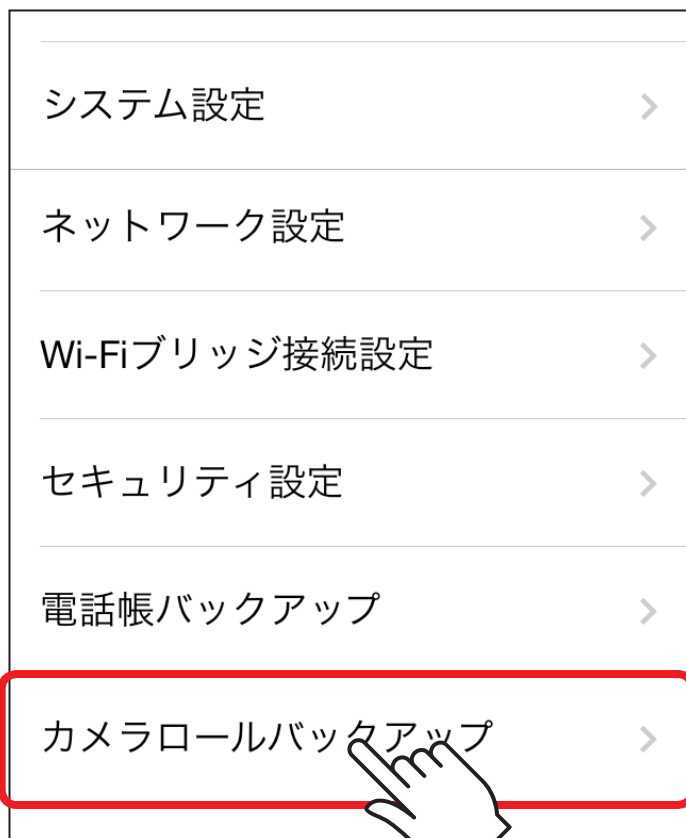 システム設定
ネットワーク設定
Wi-Fiブリッジ接続設定
セキュリティ設定
電話帳バックアップ
カメラロールバックアップ